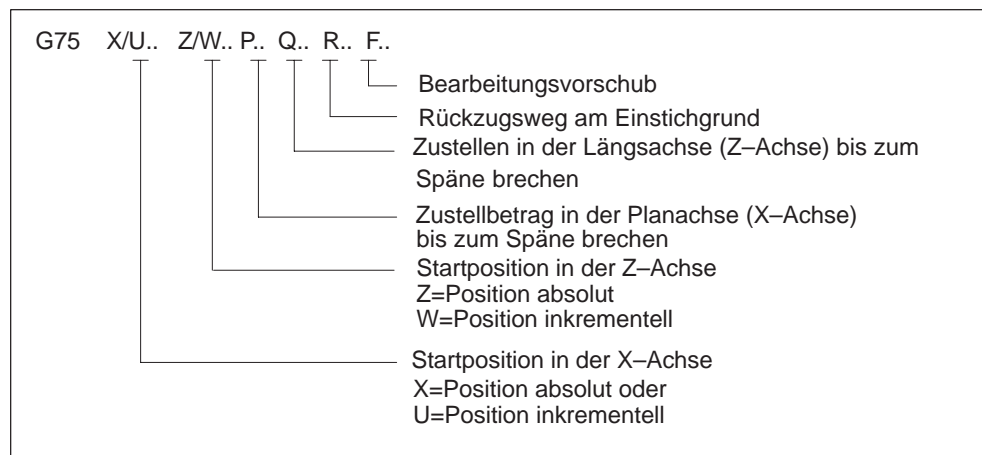 G75 X/U.. Z/W.. P.. Q.. R.. F..
Bearbeitungsvorschub
Rückzugsweg am Einstichgrund
Zustellen in der Längsachse (Z–Achse) bis zum
Späne brechen
Zustellbetrag in der Planachse (X–Achse)
bis zum Späne brechen
Startposition in der Z–Achse
Z=Position absolut
W=Position inkrementell
Startposition in der X–Achse
X=Position absolut oder
U=Position inkrementell